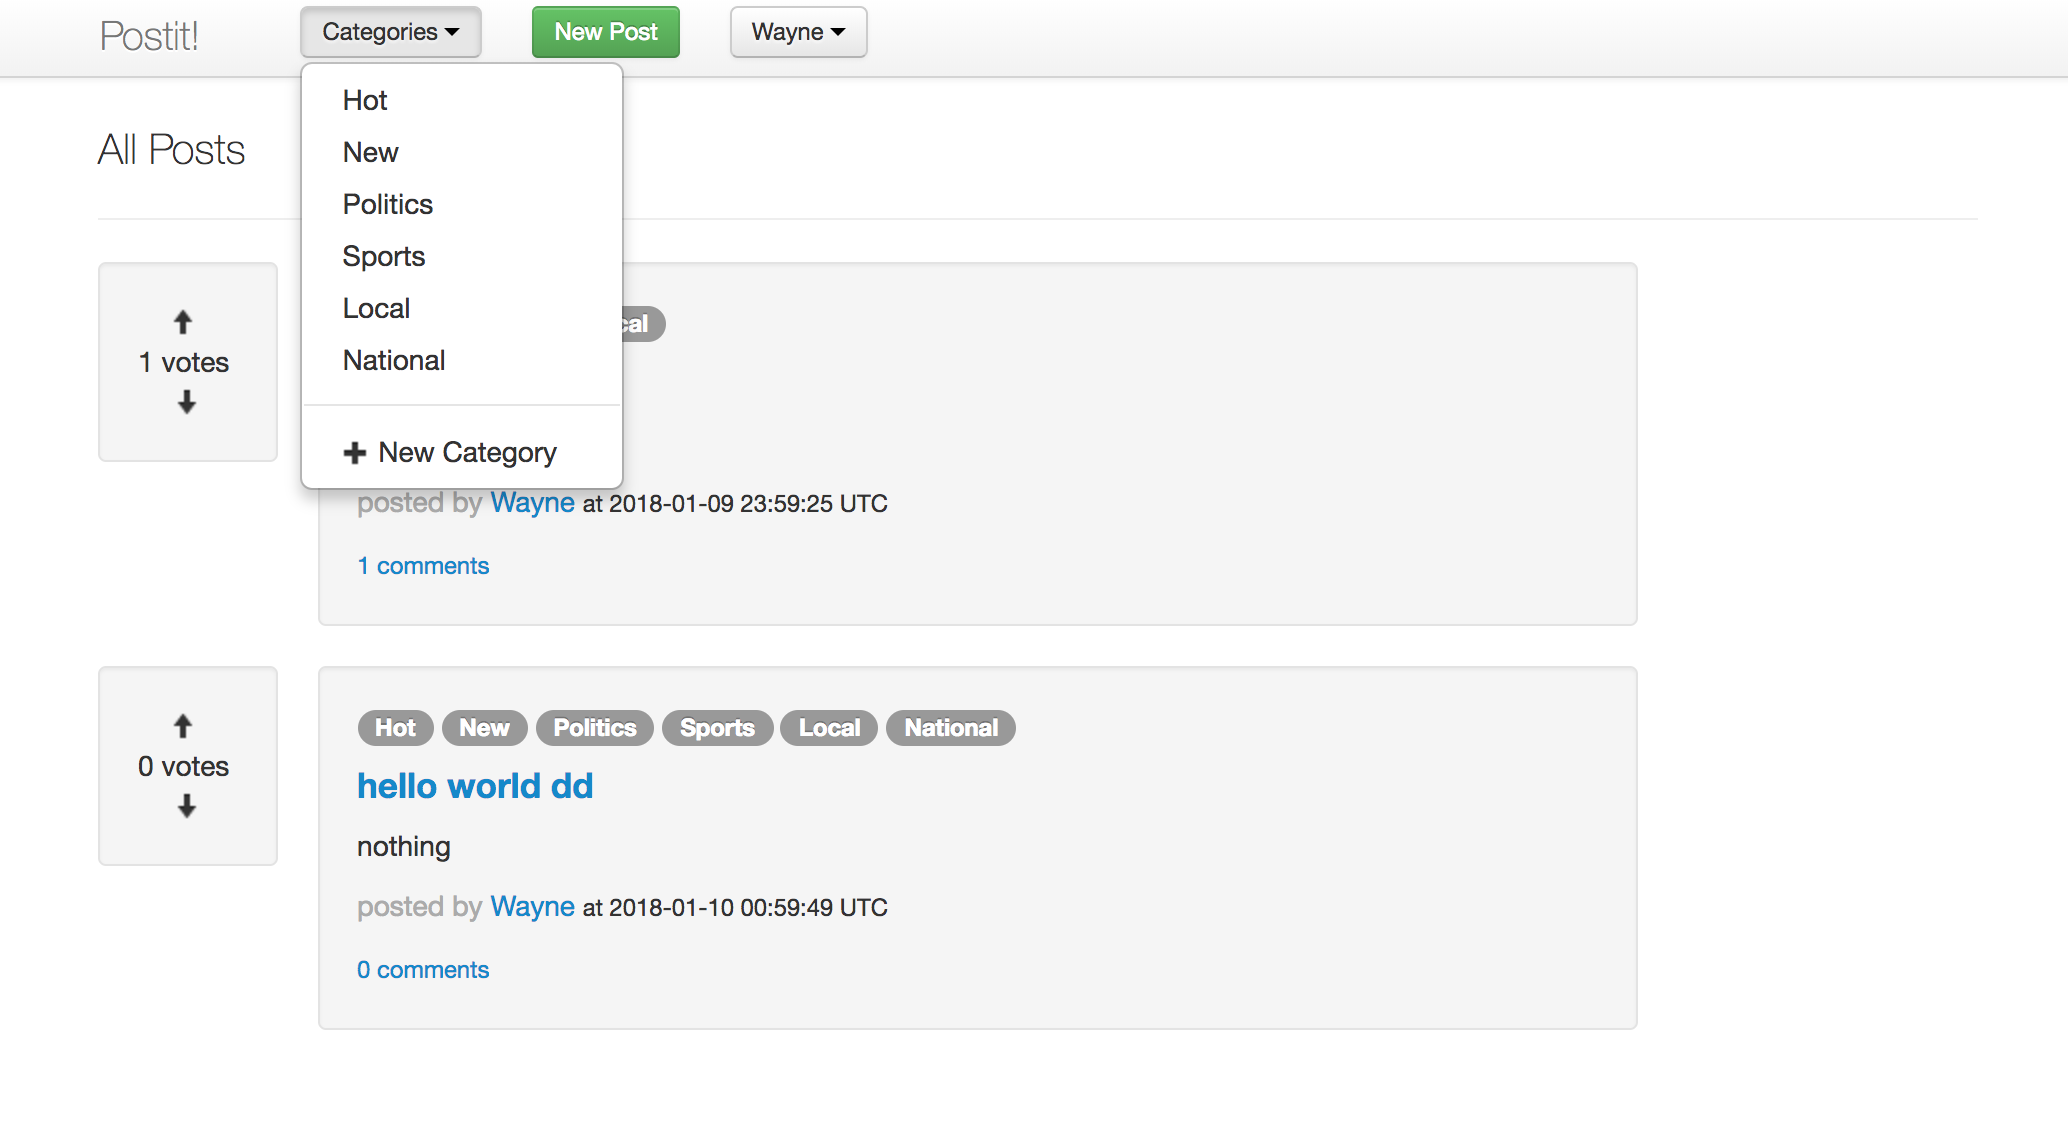 Postit! Categories New Post Wayne
Hot
New
Politics
Sports
Local
National
New Category
All Posts
1 votes
posted by Wayne at 2018-01-09 23:59:25 UTC
1 comments
0 votes
Hot New Politics Sports Local National
hello world dd
nothing
posted by Wayne at 2018-01-10 00:59:49 UTC
0 comments